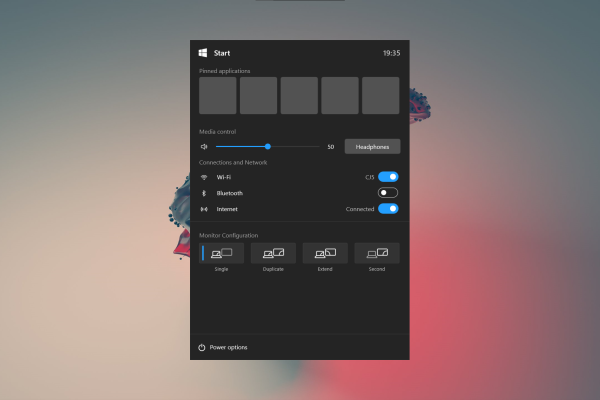 Start 19:35
Pinned applications
Media control
50 Headphones
Connections and Network
Wi-Fi CJS
Bluetooth
Internet Connected
Monitor Configuration
Single Duplicate Extend Second
Power options